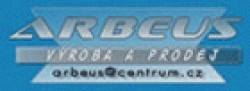 ARBEUS
VÝROBA A PRODEJ
arbeus@centrum.cz